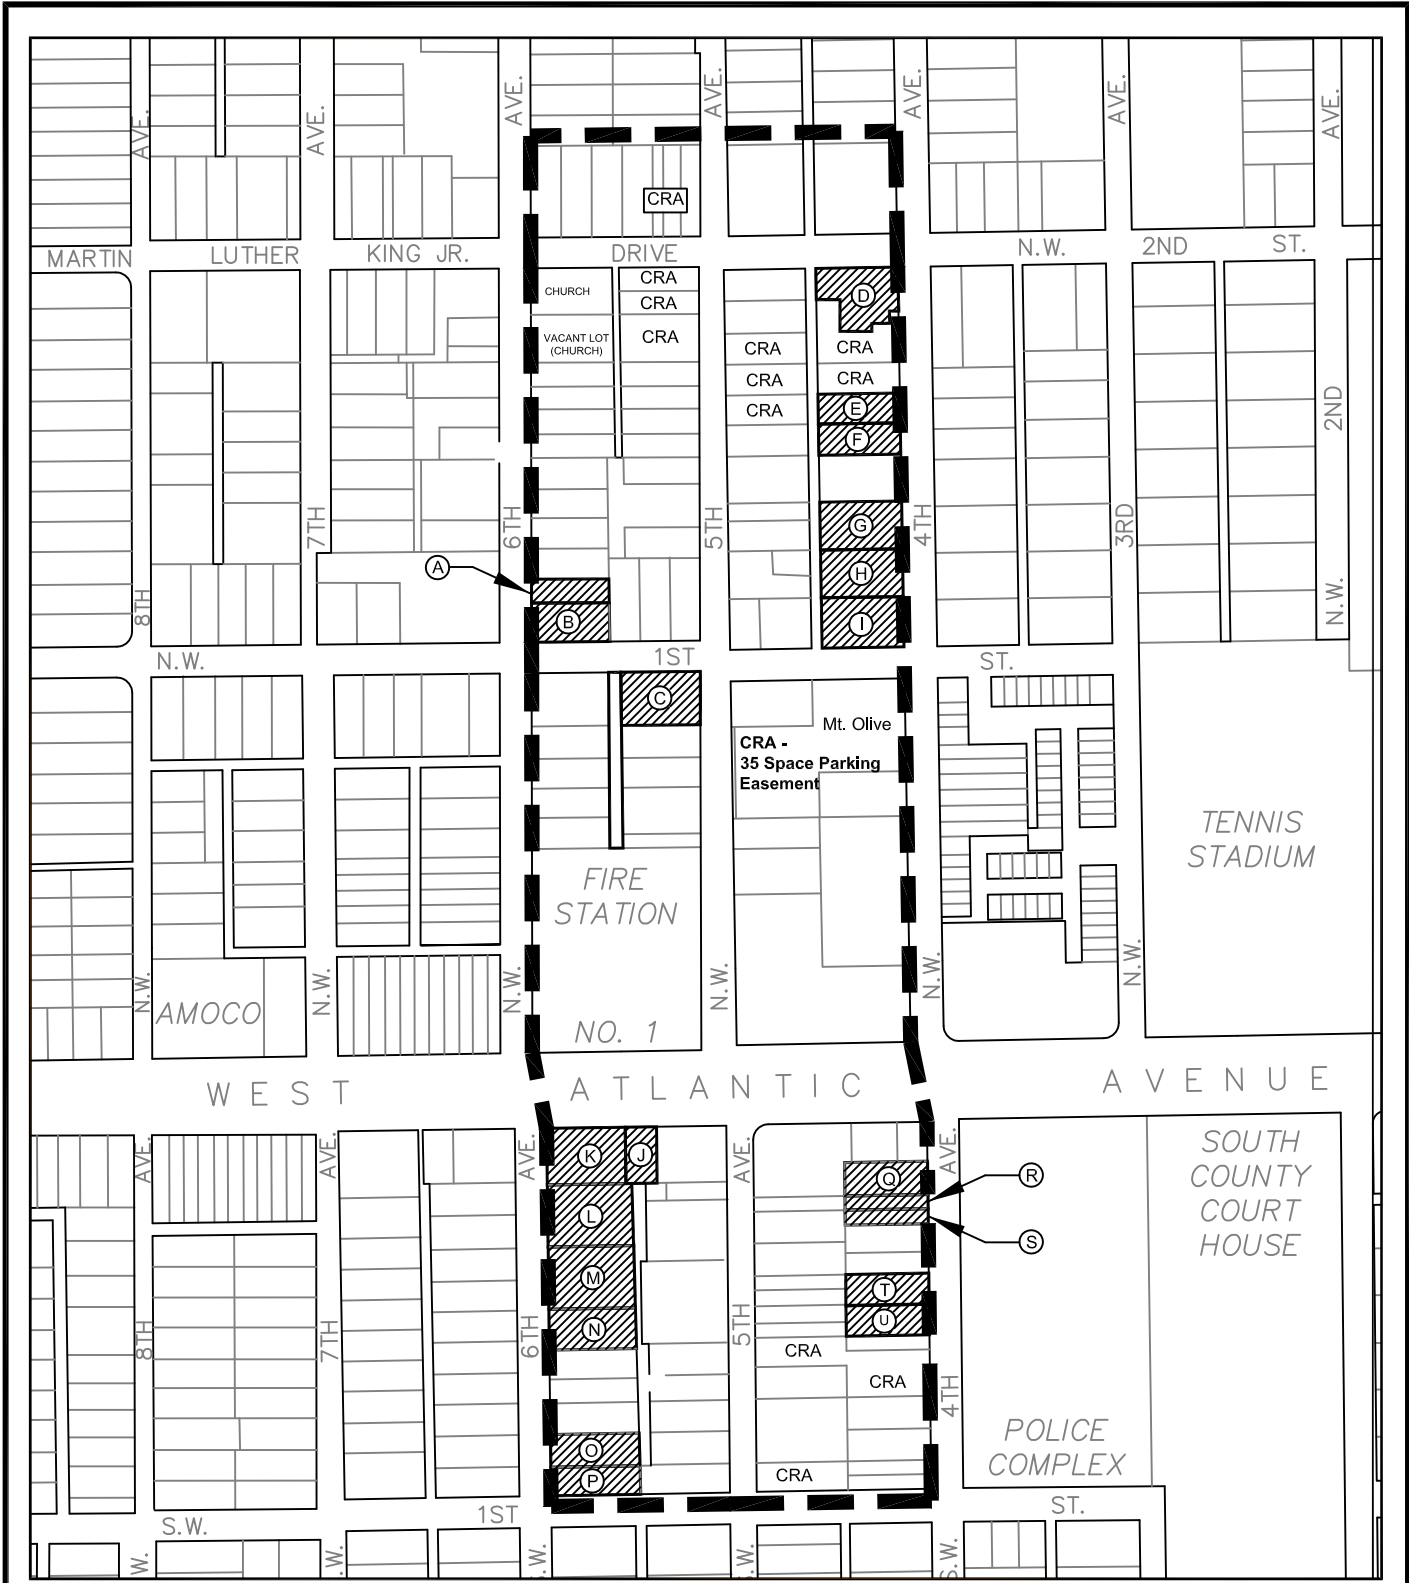 AVE.
AVE.
AVE.
AVE.
AVE.
AVE.
AVE.
CRA
MARTIN
LUTHER
KING JR.
DRIVE
N.W.
2ND
ST.
CHURCH
CRA
CRA
D
VACANT LOT
(CHURCH)
CRA
CRA
CRA
CRA
CRA
CRA
E
F
2ND
G
7TH
6TH
5TH
4TH
3RD
A
H
8TH
N.W.
B
I
N.W.
1ST
ST.
C
Mt. Olive
CRA -
35 Space Parking
Easement
TENNIS
STADIUM
FIRE
STATION
N.W.
N.W.
N.W.
N.W.
N.W.
N.W.
AMOCO
NO. 1
WEST
ATLANTIC
AVENUE
AVE.
AVE.
AVE.
AVE.
AVE.
SOUTH
COUNTY
COURT
HOUSE
K
J
Q
R
L
S
M
T
N
U
8TH
7TH
6TH
5TH
CRA
CRA
4TH
POLICE
COMPLEX
O
P
CRA
S.W.
1ST
ST.
W.
.W.
S.W.
S.W.
S.W.